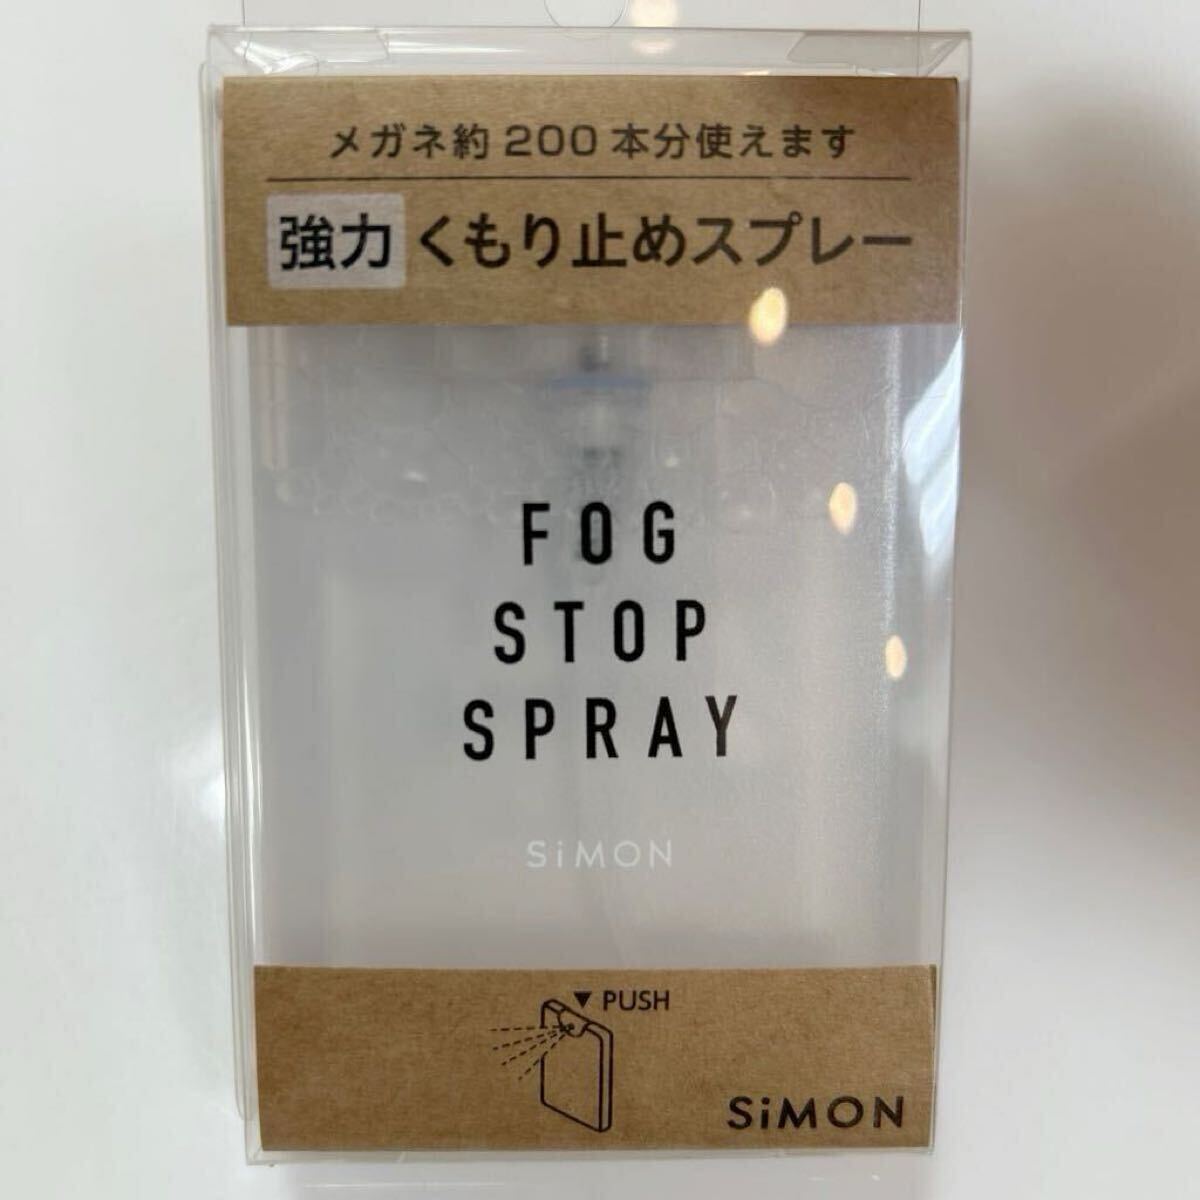 メガネ約 200 本分使えます
強力 くもり止めスプレー
FOG
STOP
SPRAY
SiMON
▼ PUSH
SiMON